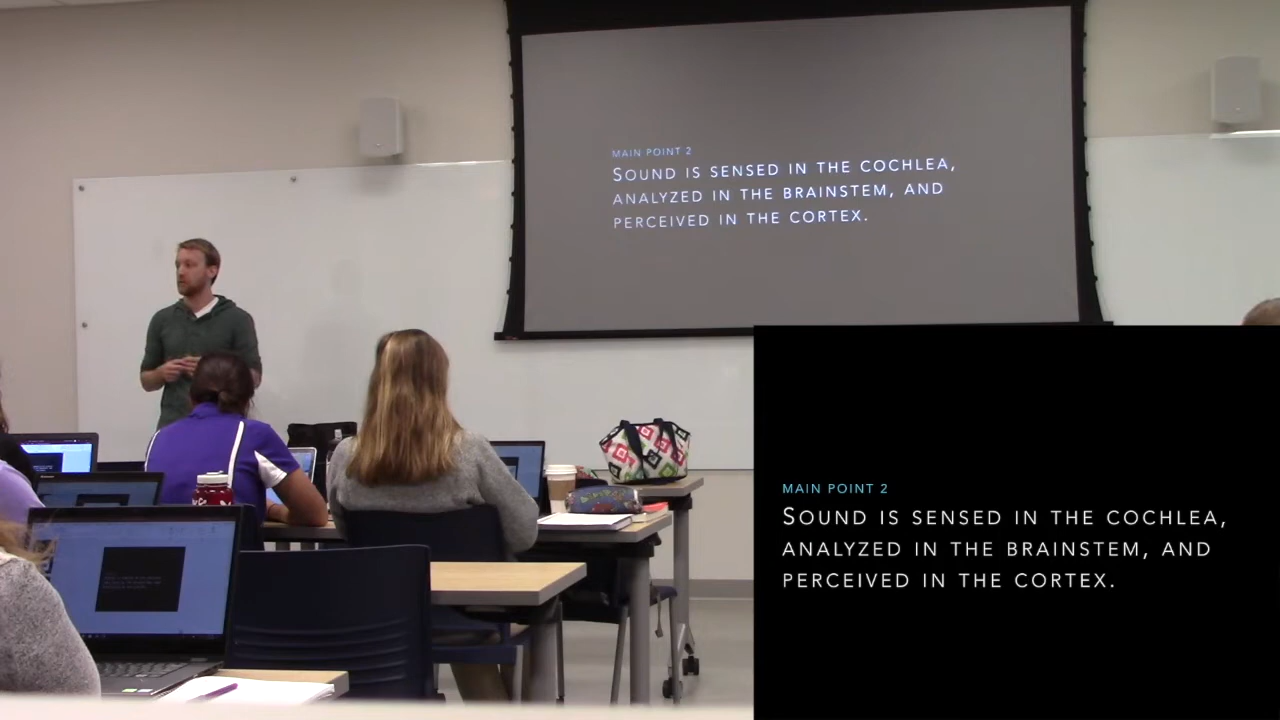 MAIN POINT 2
SOUND IS SENSED IN THE COCHLEA,
ANALYZED IN THE BRAINSTEM, AND
PERCEIVED IN THE CORTEX.
MAIN POINT 2
SOUND IS SENSED IN THE COCHLEA,
ANALYZED IN THE BRAINSTEM, AND
PERCEIVED IN THE CORTEX.